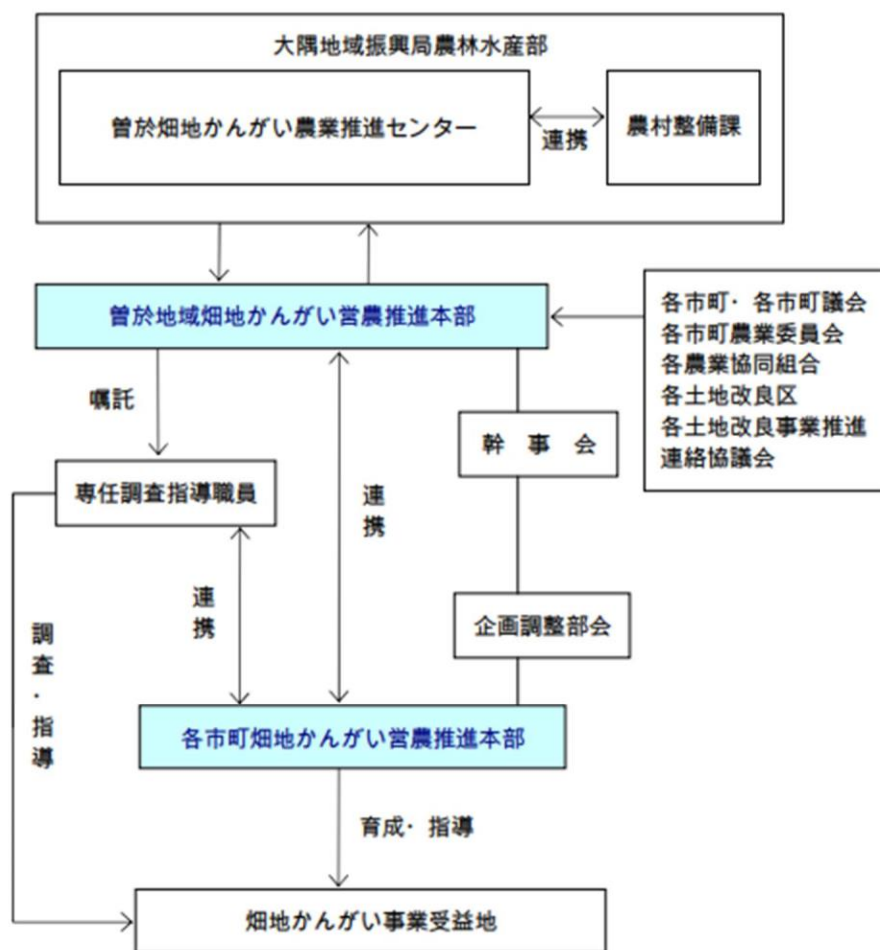 大隅地域振興局農林水産部
曽於畑地かんがい農業推進センター
連携
農村整備課
曽於地域畑地かんがい営農推進本部
各市町・各市町議会
各市町農業委員会
各農業協同組合
各土地改良区
各土地改良事業推進
連絡協議会
嘱託
幹 事 会
専任調査指導職員
連携
連携
企画調整部会
調査・指導
各市町畑地かんがい営農推進本部
育成・指導
畑地かんがい事業受益地